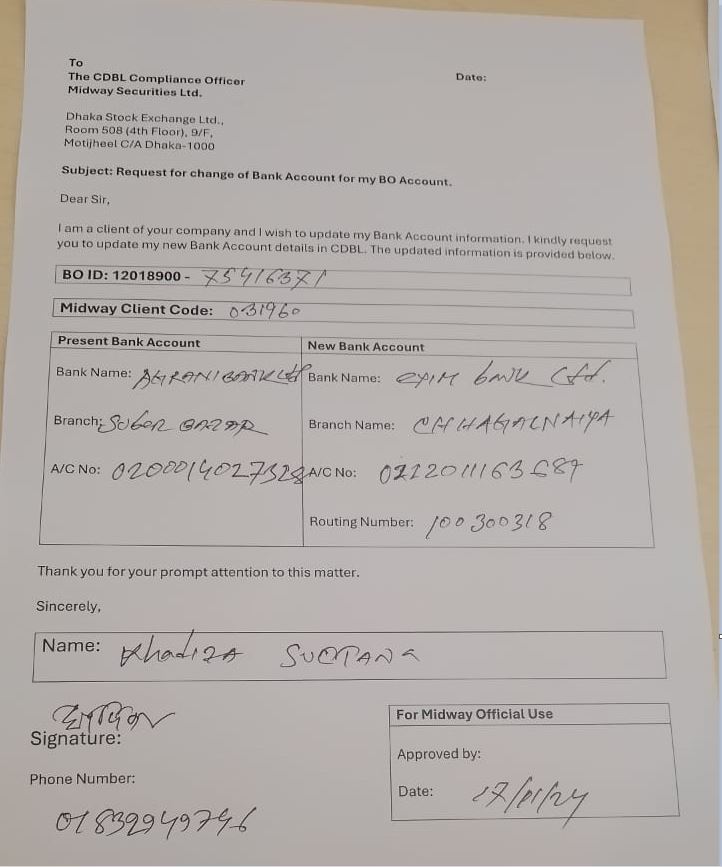 To
The CDBL Compliance Officer
Date:
Midway Securities Ltd.
Dhaka Stock Exchange Ltd.,
Room 508 (4th Floor), 9/F,
Motijheel C/A Dhaka-1000
Subject: Request for change of Bank Account for my BO Account.
Dear Sir,
I am a client of your company and I wish to update my Bank Account information. I kindly request
you to update my new Bank Account details in CDBL. The updated information is provided below.
BO ID: 12018900 - 75416371
Midway Client Code: 031960
Present Bank Account
New Bank Account
Bank Name: AGRANI BANK Ltd
Bank Name: EXIM bank Ltd.
Branch: SUBER BAZAR
Branch Name: CHHAGALNAIYA
A/C No: 0200014027328
A/C No:
Routing Number: 100300318
Thank you for your prompt attention to this matter.
Sincerely,
Name: Khadiza SULTANA
Signature:
Phone Number:
01832949746
For Midway Official Use
Approved by:
Date: 17/11/24